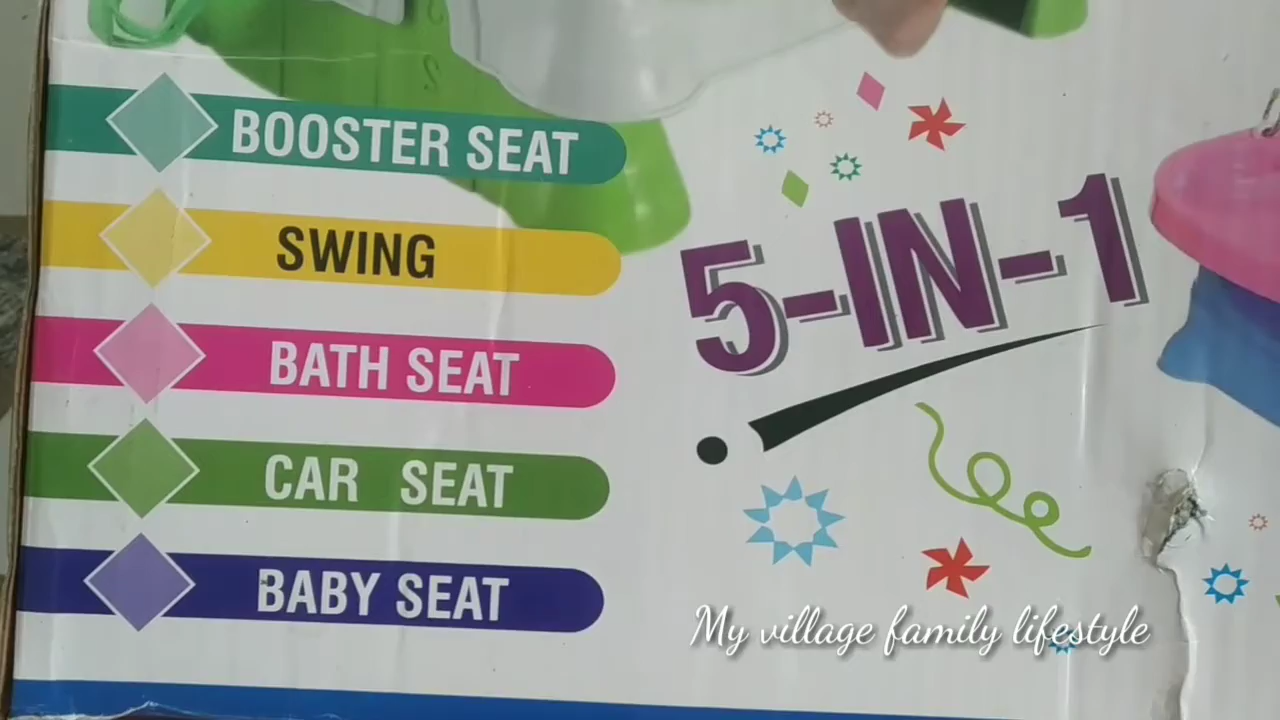 BOOSTER SEAT
SWING
BATH SEAT
CAR SEAT
BABY SEAT
5-IN-1
My village family lifestyle